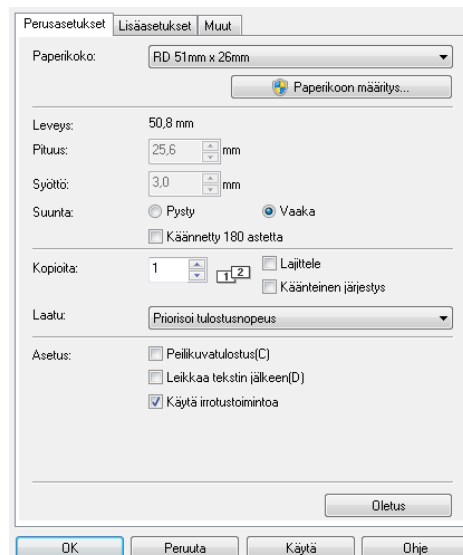 Perusasetukset Lisäasetukset Muut
Paperikoko: RD 51mm x 26mm
Paperikoon määritys...
Leveys: 50,8 mm
Pituus: 25,6 mm
Syöttö: 3,0 mm
Suunta: Pysty Vaaka
Käännetty 180 astetta
Kopioita: 1 1 2 Lajittele
Käänteinen järjestys
Laatu: Priorisoi tulostusnopeus
Asetus: Peilikuvatulostus(C)
Leikkaa tekstin jälkeen(D)
Käytä irrotustoimintoa
Oletus
OK Peruuta Käytä Ohje